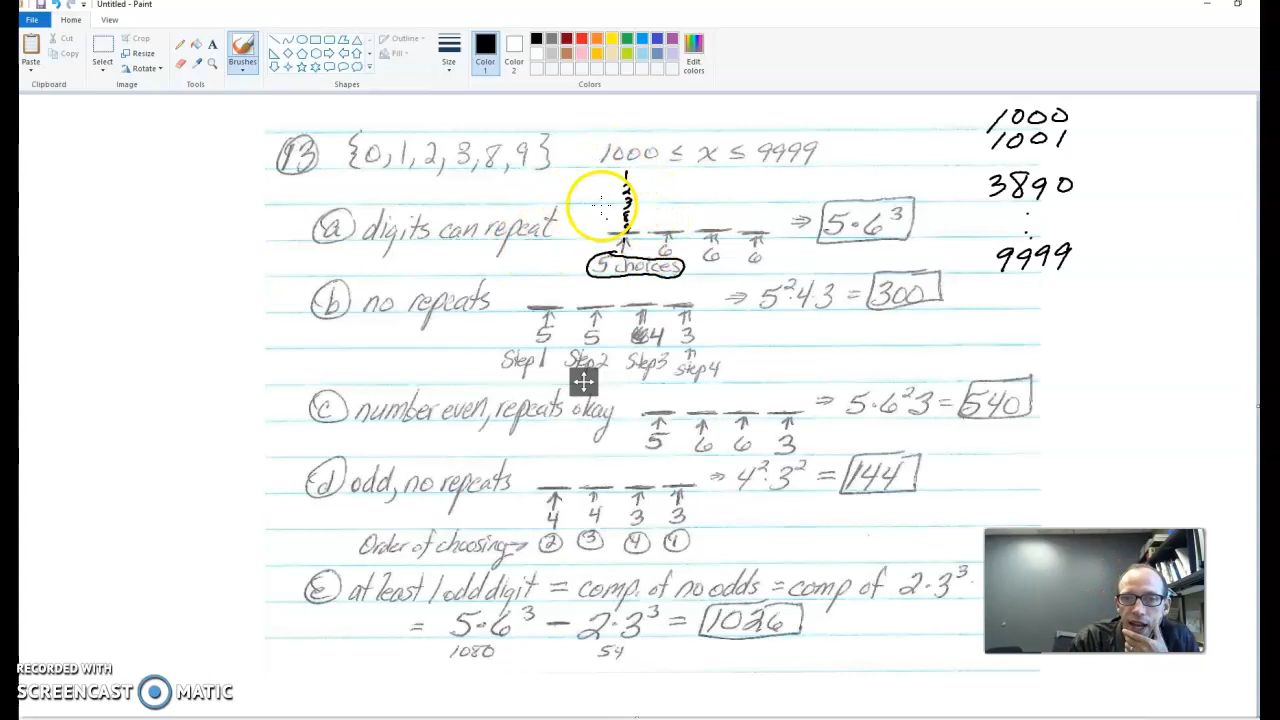 Untitled - Paint
File Home View
Paste
Cut
Copy
Clipboard
Select
Crop
Resize
Rotate
Image
Tools
Brushes
Shapes
Outline
Fill
Size
Color 1
Color 2
Colors
Edit colors
1000
1001
3890
:
9999
13 {0,1,2,3,8,9} 1000 ≤ x ≤ 9999
a digits can repeat ⇒ 5·6³
5 choices 6 6 6
b no repeats ⇒ 5²·4·3 = 300
5 5 4 3
Step 1 Step 2 Step 3 Step 4
c number even, repeats okay ⇒ 5·6²3 = 540
5 6 6 3
d odd, no repeats ⇒ 4²·3² = 144
4 4 3 3
Order of choosing → 2 3 4 1
e at least 1 odd digit = comp. of no odds = comp of 2·3³.
= 5·6³ − 2·3³ = 1026
1080 54
RECORDED WITH
SCREENCAST MATIC